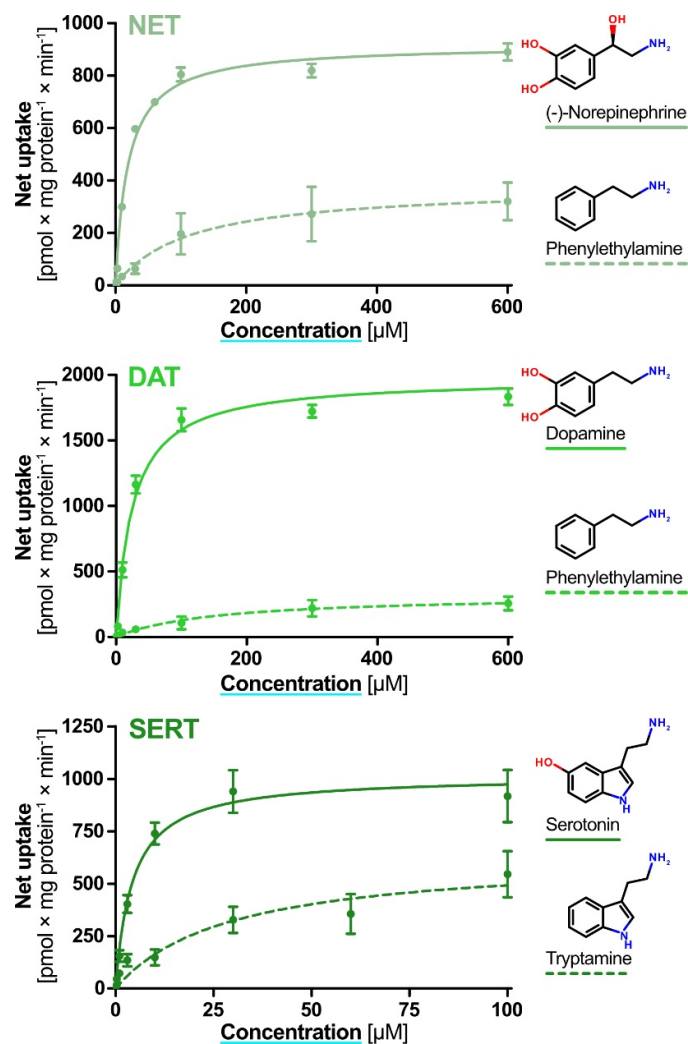 NET
Net uptake
[pmol × mg protein⁻¹ × min⁻¹]
1000
800
600
400
200
0
0
200
400
600
Concentration [µM]
OH
HO
NH₂
HO
(-)-Norepinephrine
NH₂
Phenylethylamine
DAT
Net uptake
[pmol × mg protein⁻¹ × min⁻¹]
2000
1500
1000
500
0
0
200
400
600
Concentration [µM]
HO
NH₂
HO
Dopamine
NH₂
Phenylethylamine
SERT
Net uptake
[pmol × mg protein⁻¹ × min⁻¹]
1250
1000
750
500
250
0
0
25
50
75
100
Concentration [µM]
NH₂
HO
N
H
Serotonin
NH₂
N
H
Tryptamine